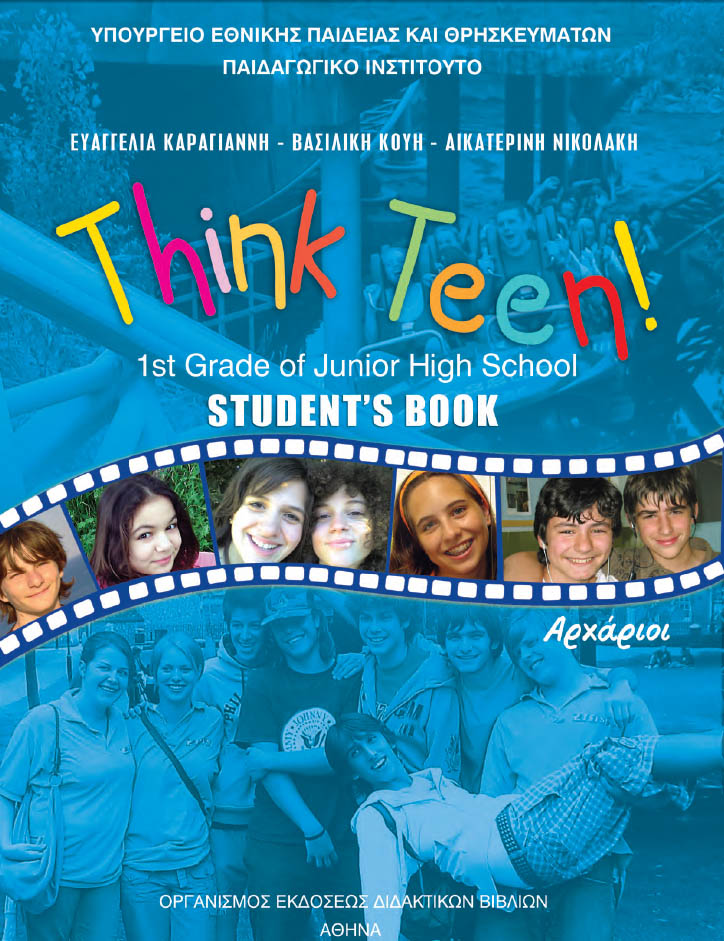 ΥΠΟΥΡΓΕΙΟ ΕΘΝΙΚΗΣ ΠΑΙΔΕΙΑΣ ΚΑΙ ΘΡΗΣΚΕΥΜΑΤΩΝ
ΠΑΙΔΑΓΩΓΙΚΟ ΙΝΣΤΙΤΟΥΤΟ
ΕΥΑΓΓΕΛΙΑ ΚΑΡΑΓΙΑΝΝΗ - ΒΑΣΙΛΙΚΗ ΚΟΥΗ - ΑΙΚΑΤΕΡΙΝΗ ΝΙΚΟΛΑΚΗ
Think Teen!
1st Grade of Junior High School
STUDENT'S BOOK
Αρχάριοι
ΟΡΓΑΝΙΣΜΟΣ ΕΚΔΟΣΕΩΣ ΔΙΔΑΚΤΙΚΩΝ ΒΙΒΛΙΩΝ
ΑΘΗΝΑ